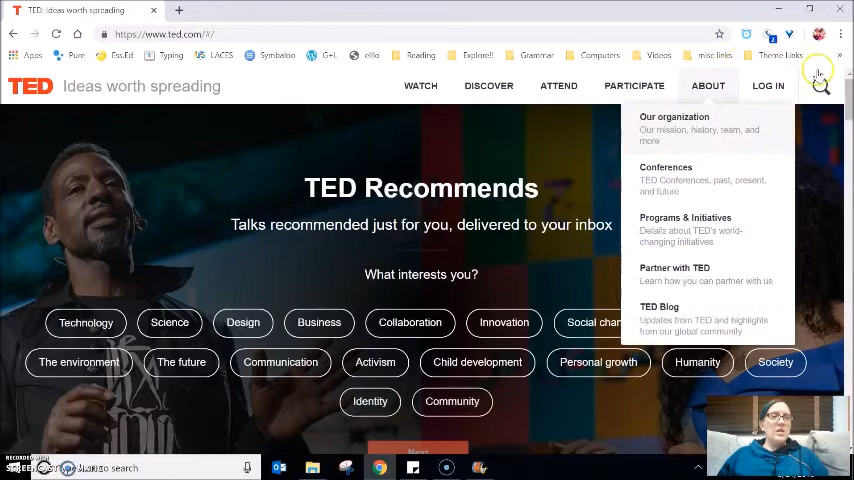 TED: Ideas worth spreading
https://www.ted.com/#/
Apps Pure Ess.Ed Typing LACES Symbaloo G+L elllo Reading Explore!! Grammar Computers Videos misc links Theme Links »
TED Ideas worth spreading WATCH DISCOVER ATTEND PARTICIPATE ABOUT LOG IN
Our organization
Our mission, history, team, and
more
Conferences
TED Conferences, past, present,
and future
Programs & Initiatives
Details about TED's world-
changing initiatives
Partner with TED
Learn how you can partner with us
TED Blog
Updates from TED and highlights
from our global community
TED Recommends
Talks recommended just for you, delivered to your inbox
What interests you?
Technology Science Design Business Collaboration Innovation Social chan
The environment The future Communication Activism Child development Personal growth Humanity Society
Identity Community
Next
RECORDED WITH
to search